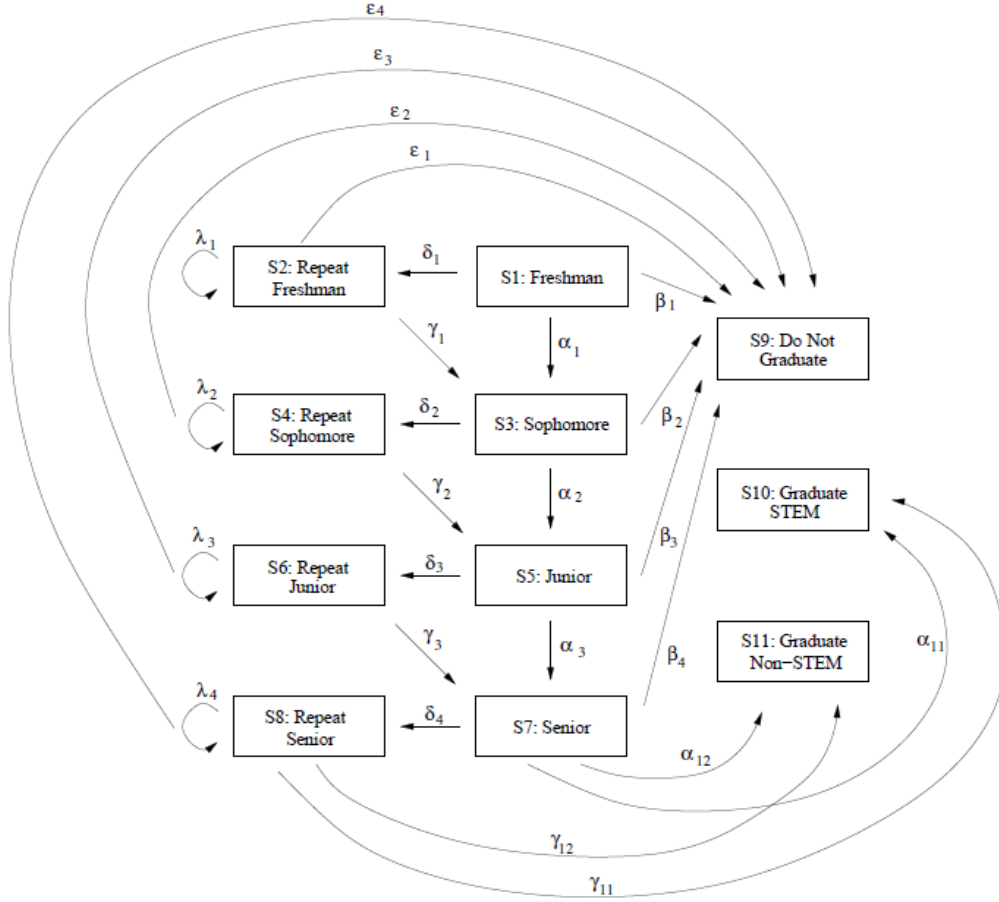 ε4
ε3
ε2
ε1
λ1
S2: Repeat
Freshman
δ1
S1: Freshman
β1
γ1
α1
S9: Do Not
Graduate
λ2
S4: Repeat
Sophomore
δ2
S3: Sophomore
β2
γ2
α2
S10: Graduate
STEM
λ3
S6: Repeat
Junior
δ3
S5: Junior
β3
γ3
α3
S11: Graduate
Non−STEM
α11
β4
λ4
S8: Repeat
Senior
δ4
S7: Senior
α12
γ12
γ11